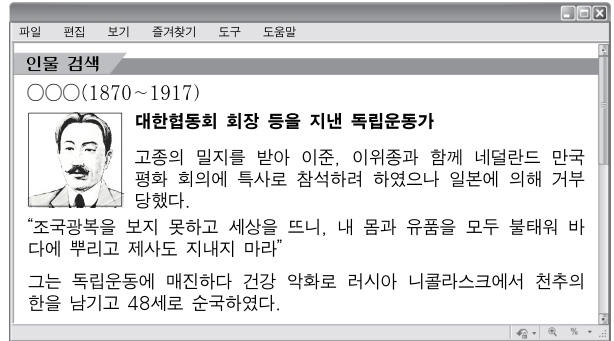 파일 편집 보기 즐겨찾기 도구 도움말
인물 검색
○○○(1870~1917)
대한협동회 회장 등을 지낸 독립운동가
고종의 밀지를 받아 이준, 이위종과 함께 네덜란드 만국
평화 회의에 특사로 참석하려 하였으나 일본에 의해 거부
당했다.
“조국광복을 보지 못하고 세상을 뜨니, 내 몸과 유품을 모두 불태워 바
다에 뿌리고 제사도 지내지 마라”
그는 독립운동에 매진하다 건강 악화로 러시아 니콜라스크에서 천추의
한을 남기고 48세로 순국하였다.
%